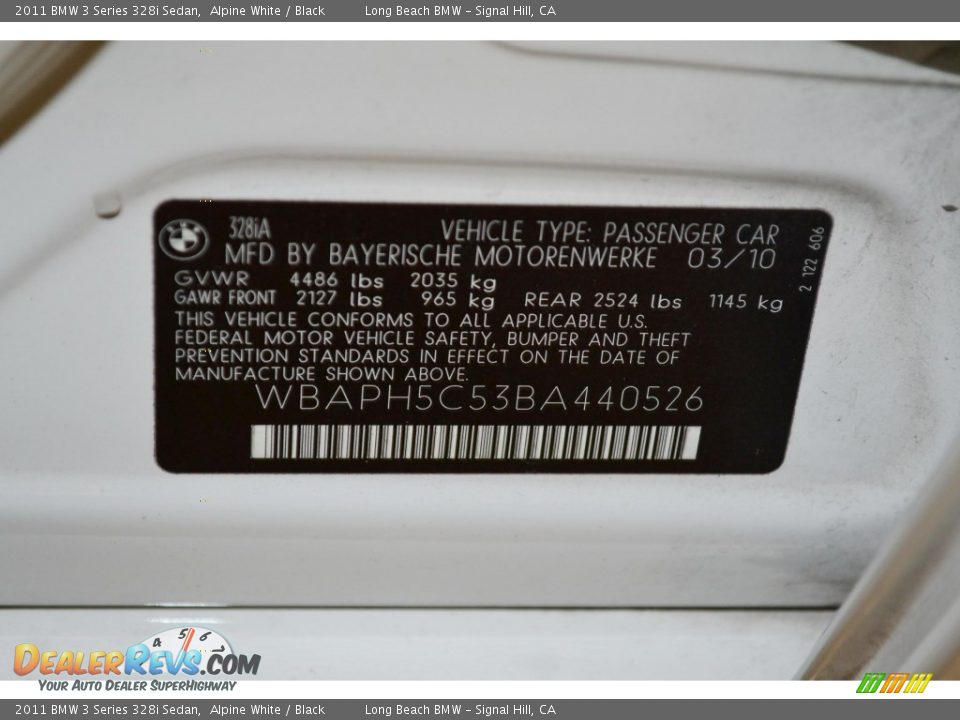 2011 BMW 3 Series 328i Sedan, Alpine White / Black Long Beach BMW - Signal Hill, CA
328iA VEHICLE TYPE: PASSENGER CAR
MFD BY BAYERISCHE MOTORENWERKE 03/10
2 122 606
GVWR 4486 lbs 2035 kg
GAWR FRONT 2127 lbs 965 kg REAR 2524 lbs 1145 kg
THIS VEHICLE CONFORMS TO ALL APPLICABLE U.S.
FEDERAL MOTOR VEHICLE SAFETY, BUMPER AND THEFT
PREVENTION STANDARDS IN EFFECT ON THE DATE OF
MANUFACTURE SHOWN ABOVE.
WBAPH5C53BA440526
4 5 6 7
DEALERREVS.COM
YOUR AUTO DEALER SUPERHIGHWAY
2011 BMW 3 Series 328i Sedan, Alpine White / Black Long Beach BMW - Signal Hill, CA